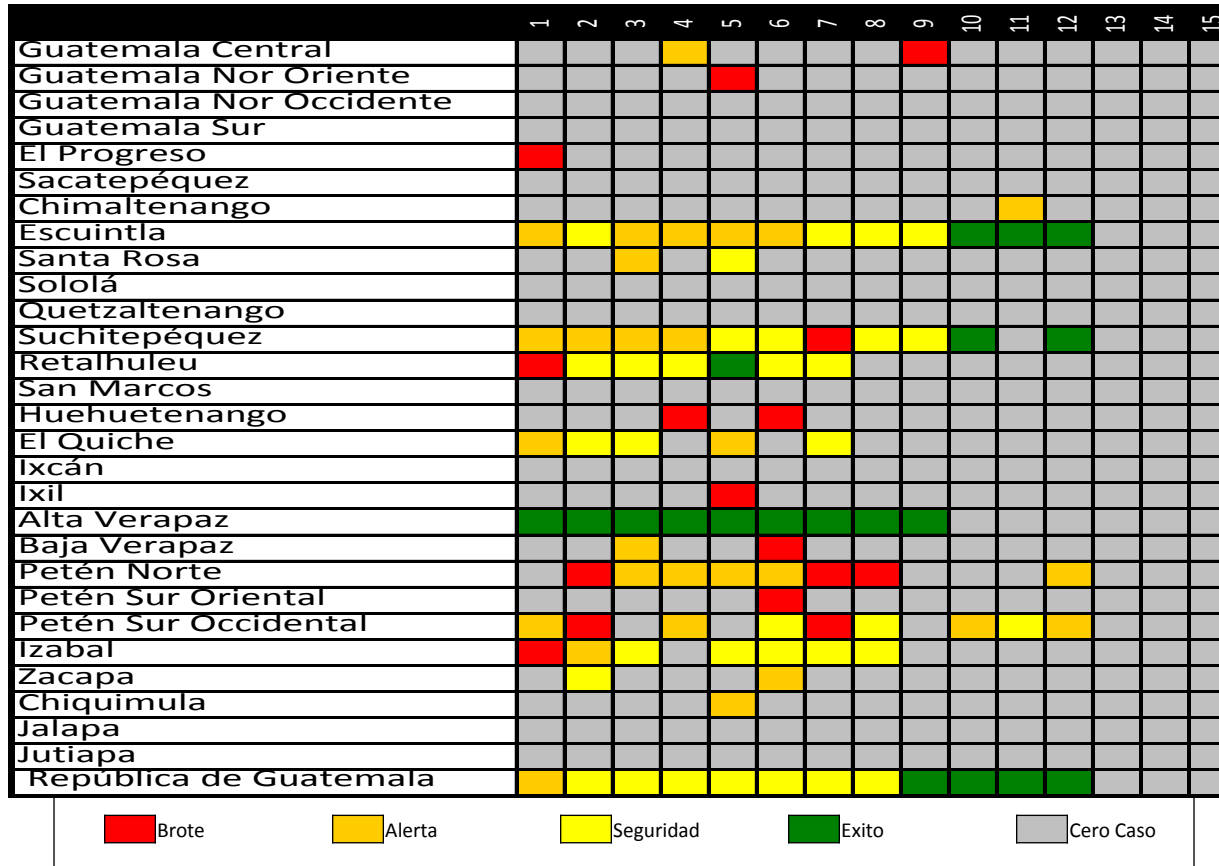 1 2 3 4 5 6 7 8 9 10 11 12 13 14 15
Guatemala Central
Guatemala Nor Oriente
Guatemala Nor Occidente
Guatemala Sur
El Progreso
Sacatepéquez
Chimaltenango
Escuintla
Santa Rosa
Sololá
Quetzaltenango
Suchitepéquez
Retalhuleu
San Marcos
Huehuetenango
El Quiche
Ixcán
Ixil
Alta Verapaz
Baja Verapaz
Petén Norte
Petén Sur Oriental
Petén Sur Occidental
Izabal
Zacapa
Chiquimula
Jalapa
Jutiapa
República de Guatemala
Brote Alerta Seguridad Exito Cero Caso